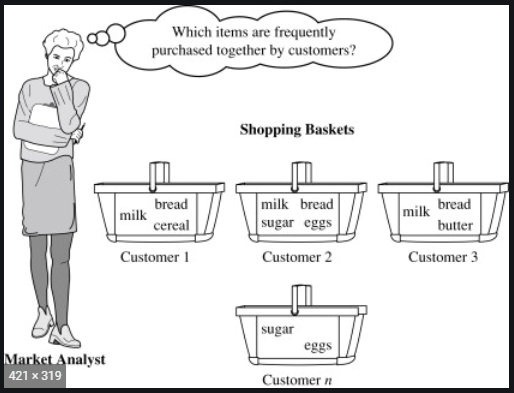 Which items are frequently
purchased together by customers?
Shopping Baskets
milk bread
cereal
Customer 1
milk bread
sugar eggs
Customer 2
milk bread
butter
Customer 3
sugar
eggs
Customer n
Market Analyst
421 × 319